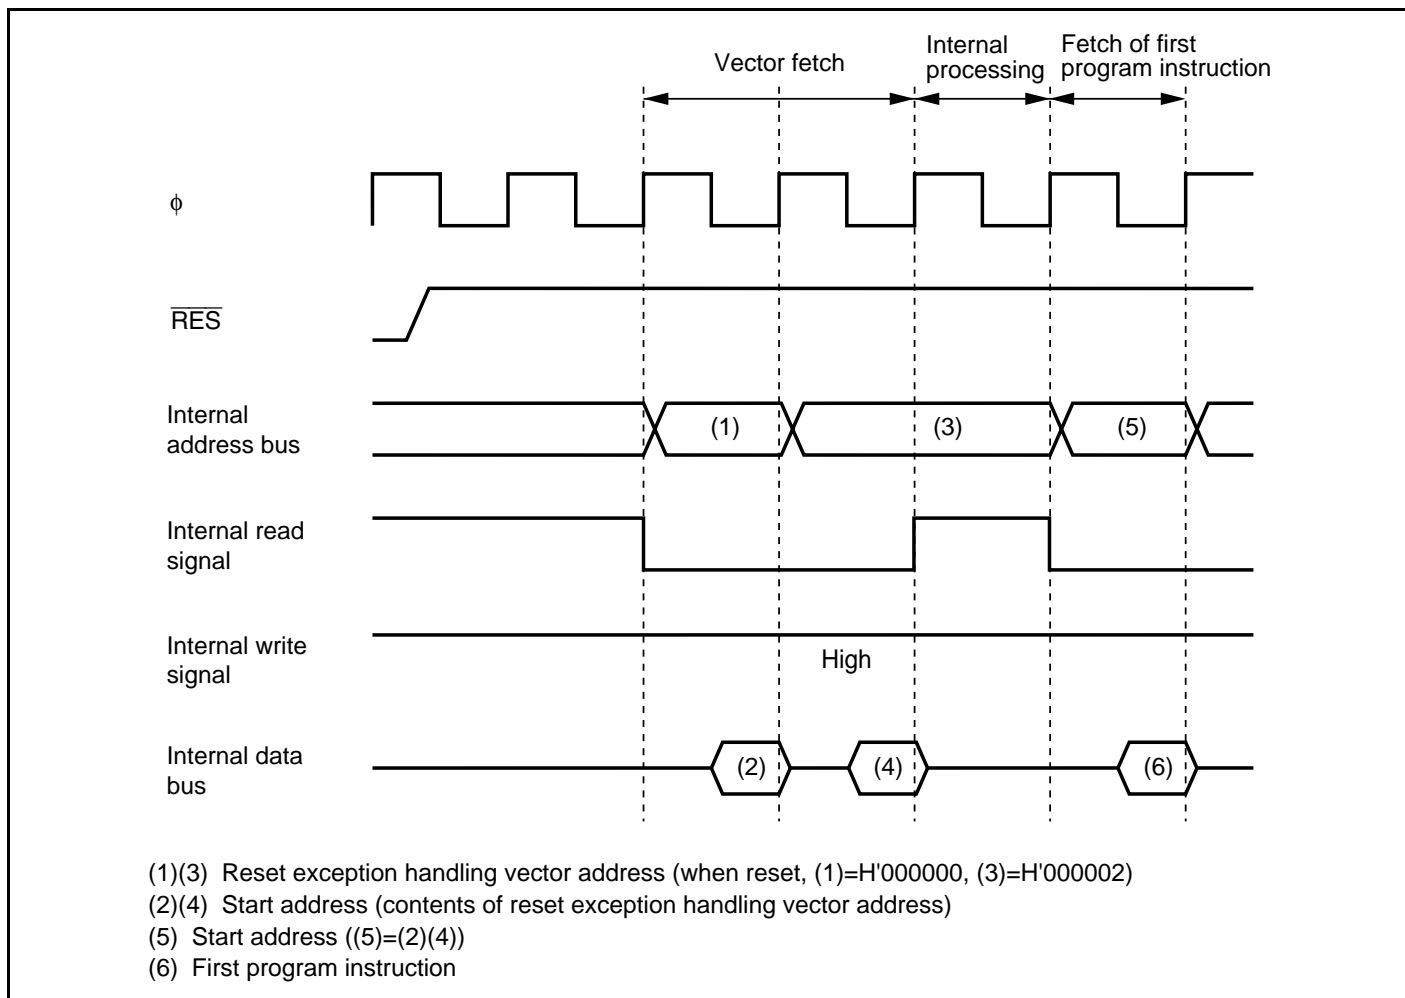 Vector fetch
Internal
processing
Fetch of first
program instruction
ϕ
RES
Internal
address bus
(1)
(3)
(5)
Internal read
signal
Internal write
signal
High
Internal data
bus
(2)
(4)
(6)
(1)(3) Reset exception handling vector address (when reset, (1)=H'000000, (3)=H'000002)
(2)(4) Start address (contents of reset exception handling vector address)
(5) Start address ((5)=(2)(4))
(6) First program instruction